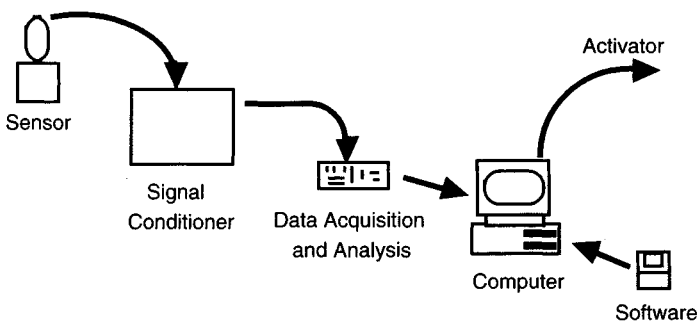 Activator
Sensor
Signal
Conditioner
Data Acquisition
and Analysis
Computer
Software